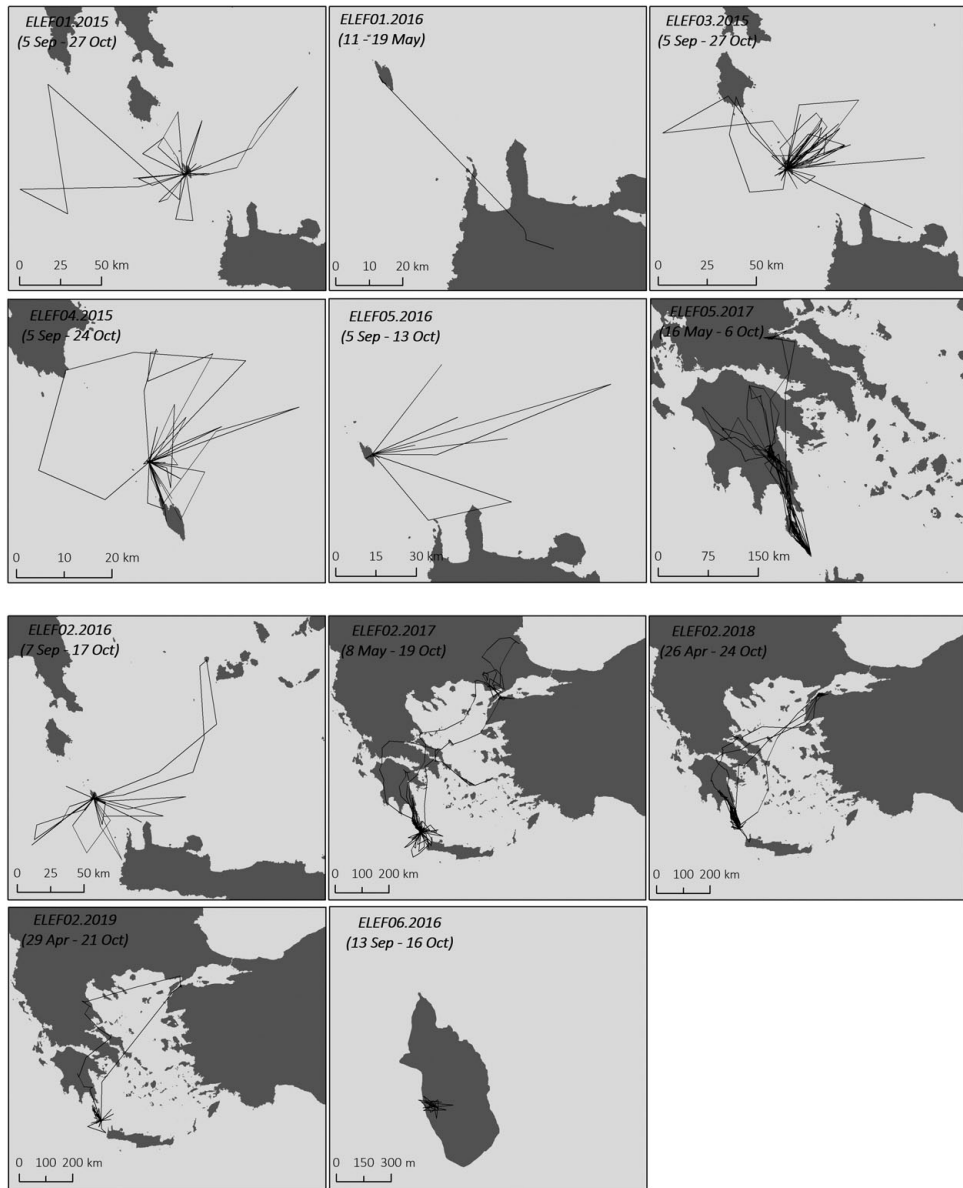 ELEF01.2015
(5 Sep - 27 Oct)
0 25 50 km
ELEF01.2016
(11 - 19 May)
0 10 20 km
ELEF03.2015
(5 Sep - 27 Oct)
0 25 50 km
ELEF04.2015
(5 Sep - 24 Oct)
0 10 20 km
ELEF05.2016
(5 Sep - 13 Oct)
0 15 30 km
ELEF05.2017
(16 May - 6 Oct)
0 75 150 km
ELEF02.2016
(7 Sep - 17 Oct)
0 25 50 km
ELEF02.2017
(8 May - 19 Oct)
0 100 200 km
ELEF02.2018
(26 Apr - 24 Oct)
0 100 200 km
ELEF02.2019
(29 Apr - 21 Oct)
0 100 200 km
ELEF06.2016
(13 Sep - 16 Oct)
0 150 300 m